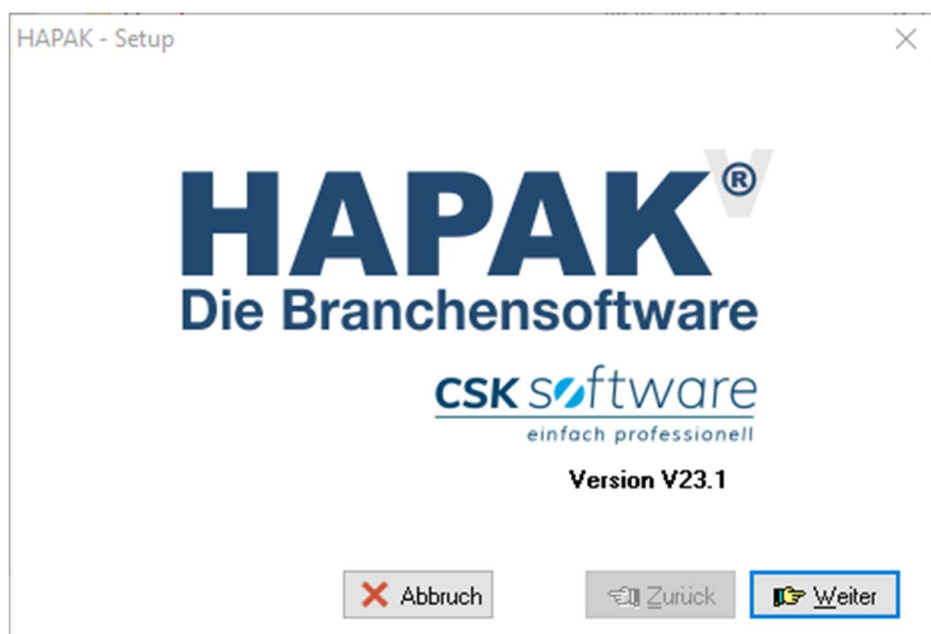 HAPAK - Setup
HAPAK®
Die Branchensoftware
CSK software
einfach professionell
Version V23.1
Abbruch
Zurück
Weiter